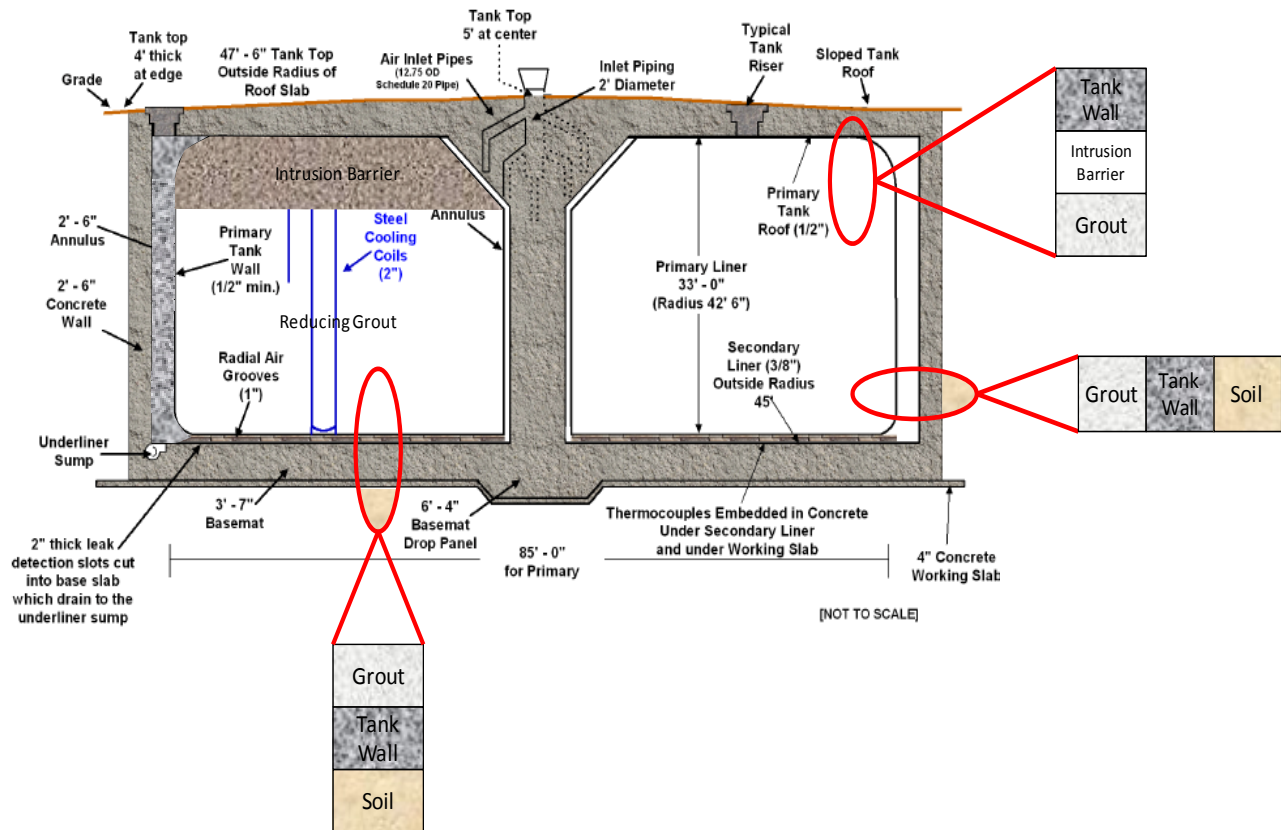 Tank Top
5' at center
Tank top
4' thick
at edge
Grade
47' - 6" Tank Top
Outside Radius of
Roof Slab
Air Inlet Pipes
(12.75 OD
Schedule 20 Pipe)
Inlet Piping
2' Diameter
Typical
Tank
Riser
Sloped Tank
Roof
Tank
Wall
Intrusion
Barrier
Grout
Intrusion Barrier
Annulus
Steel
Cooling
Coils
(2")
2' - 6"
Annulus
Primary
Tank
Wall
(1/2" min.)
2' - 6"
Concrete
Wall
Reducing Grout
Radial Air
Grooves
(1")
Primary
Tank
Roof (1/2")
Primary Liner
33' - 0"
(Radius 42' 6")
Secondary
Liner (3/8")
Outside Radius
45'
Grout
Tank
Wall
Soil
Underliner
Sump
3' - 7"
Basemat
6' - 4"
Basemat
Drop Panel
Thermocouples Embedded in Concrete
Under Secondary Liner
and under Working Slab
2" thick leak
detection slots cut
into base slab
which drain to the
underliner sump
85' - 0"
for Primary
4" Concrete
Working Slab
[NOT TO SCALE]
Grout
Tank
Wall
Soil